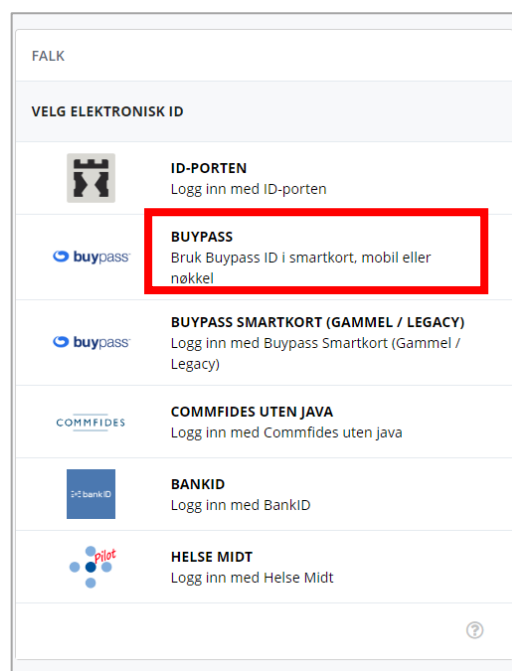 FALK
VELG ELEKTRONISK ID
ID-PORTEN
Logg inn med ID-porten
buypass
BUYPASS
Bruk Buypass ID i smartkort, mobil eller
nøkkel
buypass
BUYPASS SMARTKORT (GAMMEL / LEGACY)
Logg inn med Buypass Smartkort (Gammel /
Legacy)
COMMFIDES
COMMFIDES UTEN JAVA
Logg inn med Commfides uten java
bankID
BANKID
Logg inn med BankID
Pilot
HELSE MIDT
Logg inn med Helse Midt
?